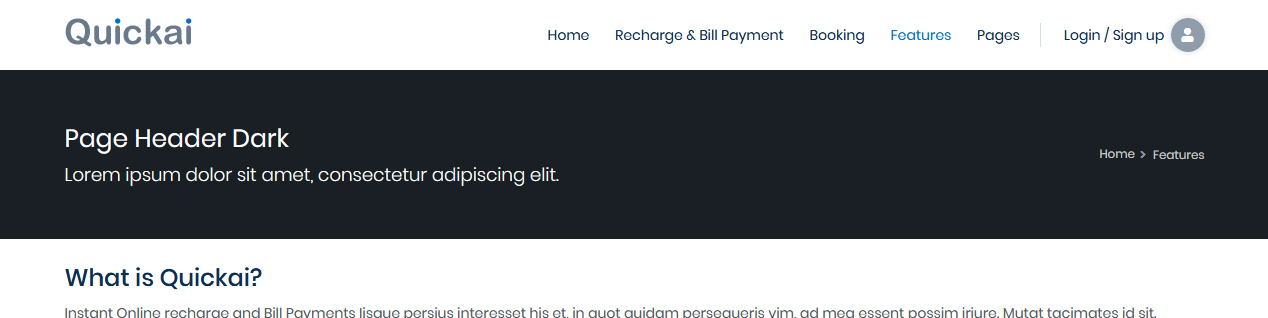 Quickai
Home Recharge & Bill Payment Booking Features Pages Login / Sign up
Page Header Dark
Lorem ipsum dolor sit amet, consectetur adipiscing elit.
Home > Features
What is Quickai?
Instant Online recharge and Bill Payments lisque persius interesset his et, in quot quidam persequeris vim, ad mea essent possim iriure. Mutat tacimates id sit.